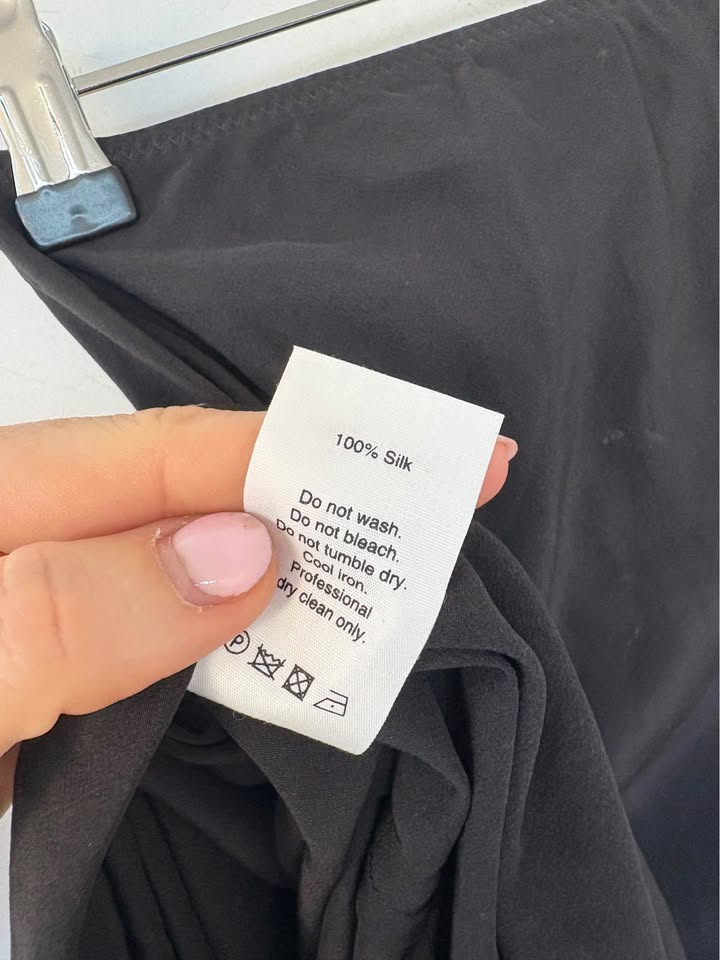 100% Silk
Do not wash.
Do not bleach.
Do not tumble dry.
Cool iron.
Professional
dry clean only.
P